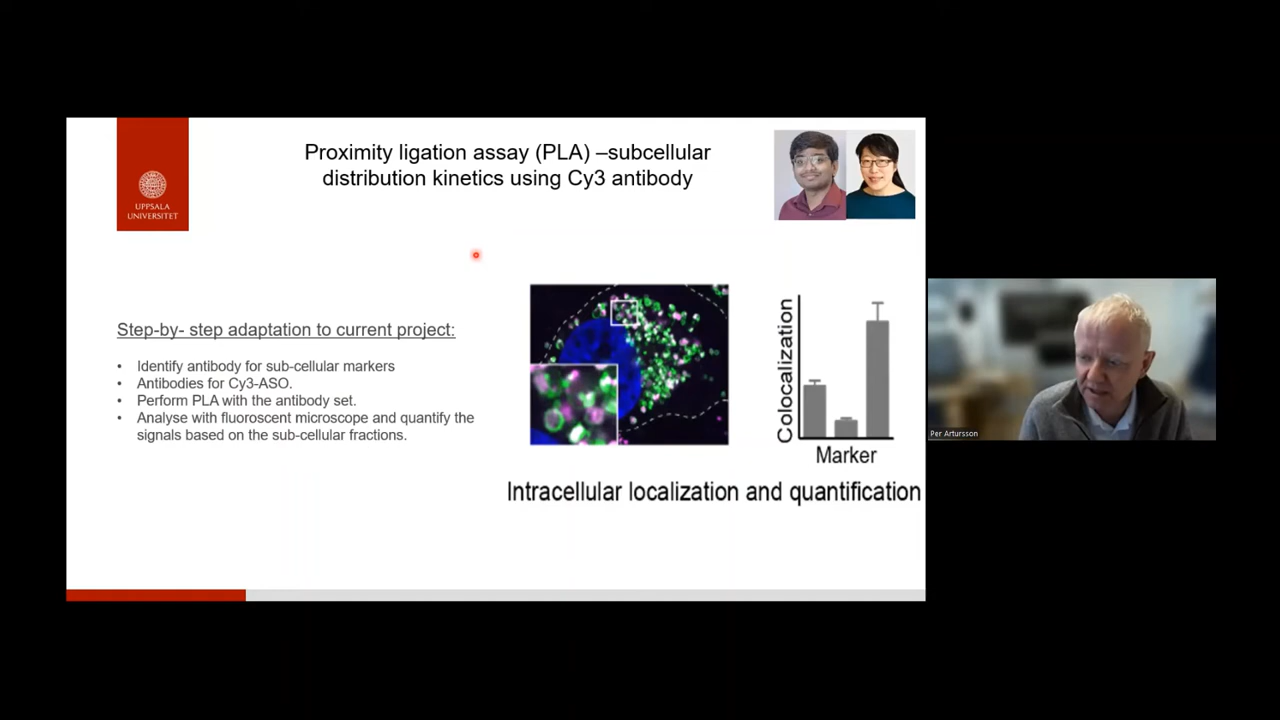 UPPSALA
UNIVERSITET
Proximity ligation assay (PLA) –subcellular
distribution kinetics using Cy3 antibody
Step-by- step adaptation to current project:
• Identify antibody for sub-cellular markers
• Antibodies for Cy3-ASO.
• Perform PLA with the antibody set.
• Analyse with fluoroscent microscope and quantify the
signals based on the sub-cellular fractions.
Colocalization
Marker
Intracellular localization and quantification
Per Artursson